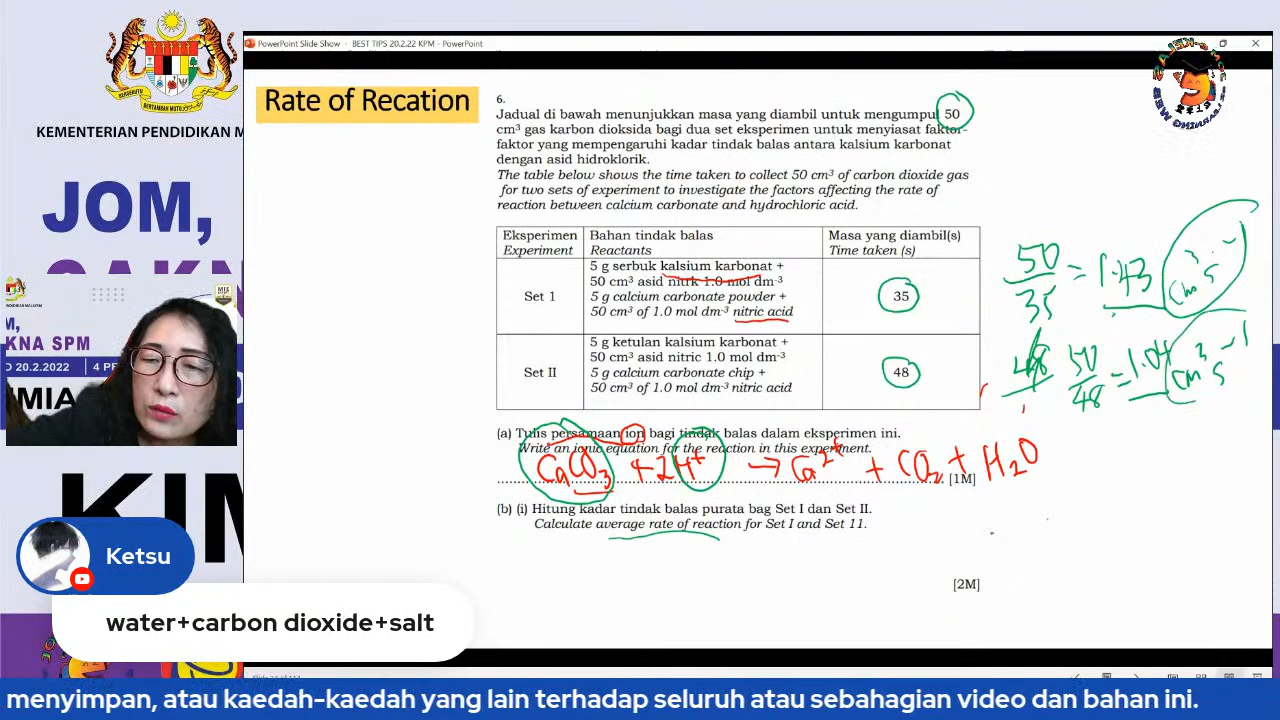 PowerPoint Slide Show - BEST TIPS 20.2.22 KPM - PowerPoint
KEMENTERIAN PENDIDIKAN M
JOM,
KNA SPM
20.2.2022
4 PE
IMIA
KIM
Rate of Recation
6.
Jadual di bawah menunjukkan masa yang diambil untuk mengumpul 50
cm³ gas karbon dioksida bagi dua set eksperimen untuk menyiasat faktor-
faktor yang mempengaruhi kadar tindak balas antara kalsium karbonat
dengan asid hidroklorik.
The table below shows the time taken to collect 50 cm³ of carbon dioxide gas
for two sets of experiment to investigate the factors affecting the rate of
reaction between calcium carbonate and hydrochloric acid.
Eksperimen
Experiment
Bahan tindak balas
Reactants
Masa yang diambil(s)
Time taken (s)
Set 1
5 g serbuk kalsium karbonat +
50 cm³ asid nitrk 1.0 mol dm-³
5 g calcium carbonate powder +
50 cm³ of 1.0 mol dm-³ nitric acid
35
Set II
5 g ketulan kalsium karbonat +
50 cm³ asid nitric 1.0 mol dm-³
5 g calcium carbonate chip +
50 cm³ of 1.0 mol dm-³ nitric acid
48
50/35 = 1.43 cm³ s⁻¹
48 50/48 = 1.04 cm³ s⁻¹
(a) Tulis persamaan ion bagi tindak balas dalam eksperimen ini.
Write an ionic equation for the reaction in this experiment.
CaCO₃ + 2H⁺ → Ca²⁺ + CO₂ + H₂O
[1M]
(b) (i) Hitung kadar tindak balas purata bag Set I dan Set II.
Calculate average rate of reaction for Set I and Set 11.
[2M]
Ketsu
water+carbon dioxide+salt
menyimpan, atau kaedah-kaedah yang lain terhadap seluruh atau sebahagian video dan bahan ini.